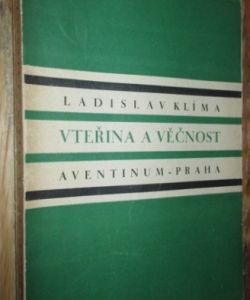 LADISLAV KLÍMA
VTEŘINA A VĚČNOST
AVENTINUM-PRAHA